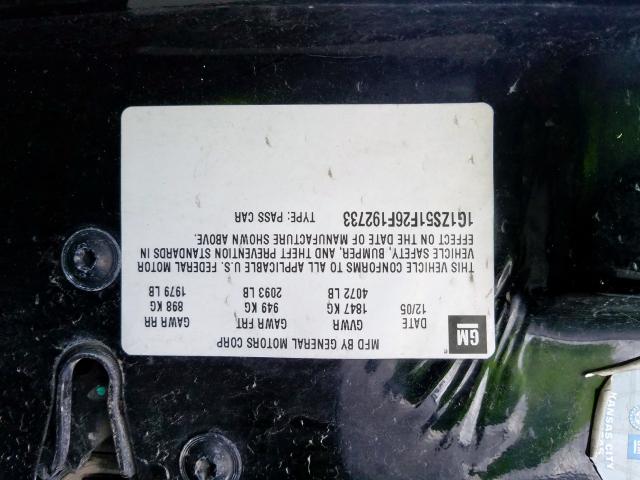 GM
MFD BY GENERAL MOTORS CORP
DATE GVWR GAWR FRT GAWR RR
12/05 1847 KG 949 KG 898 KG
4072 LB 2093 LB 1979 LB
THIS VEHICLE CONFORMS TO ALL APPLICABLE U.S. FEDERAL MOTOR
VEHICLE SAFETY, BUMPER, AND THEFT PREVENTION STANDARDS IN
EFFECT ON THE DATE OF MANUFACTURE SHOWN ABOVE.
1G1ZS51F26F192733 TYPE: PASS CAR
KANSAS CITY